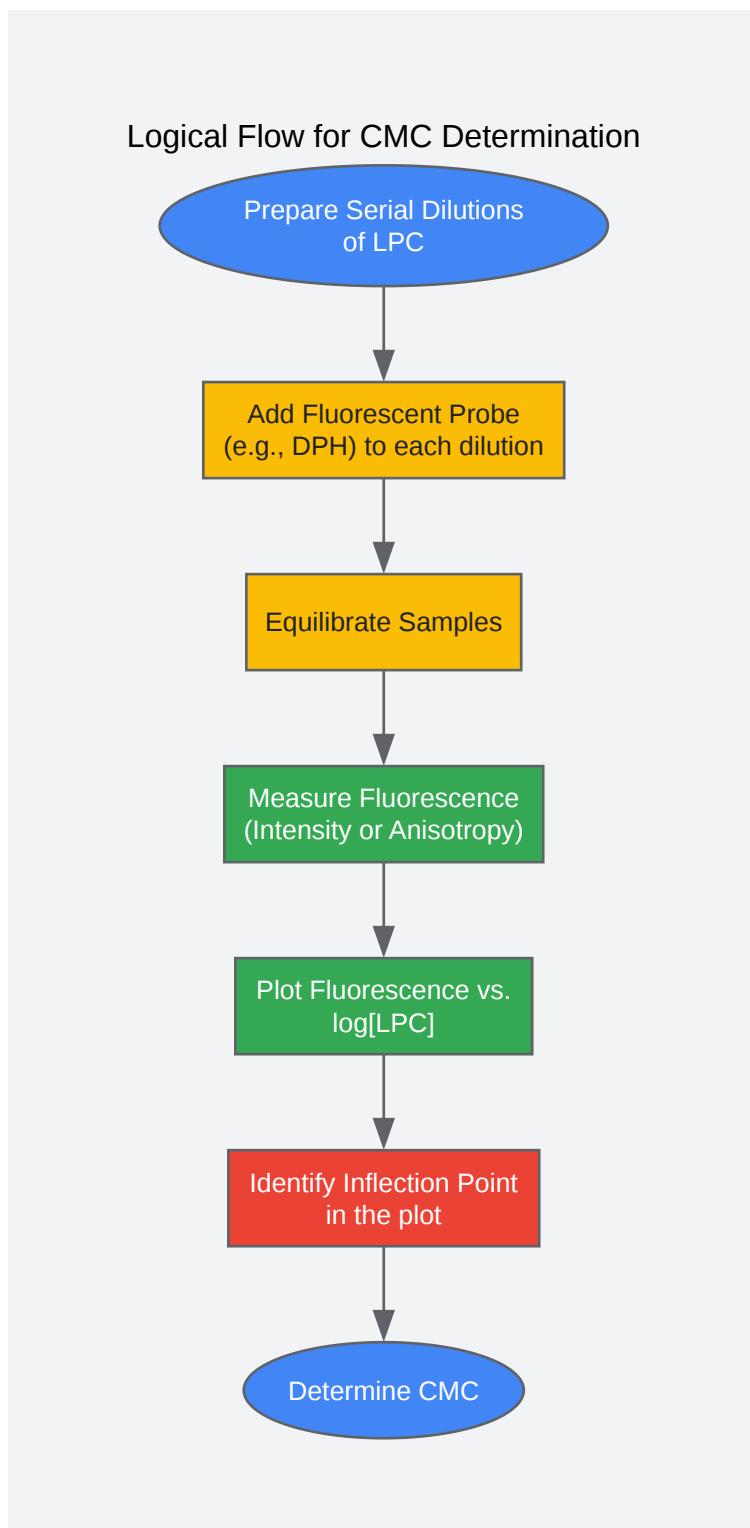 Logical Flow for CMC Determination
Prepare Serial Dilutions
of LPC
Add Fluorescent Probe
(e.g., DPH) to each dilution
Equilibrate Samples
Measure Fluorescence
(Intensity or Anisotropy)
Plot Fluorescence vs.
log[LPC]
Identify Inflection Point
in the plot
Determine CMC